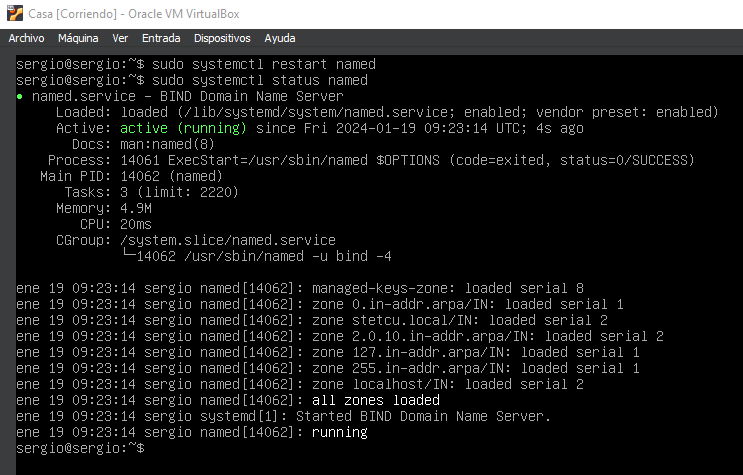 Casa [Corriendo] - Oracle VM VirtualBox
Archivo Máquina Ver Entrada Dispositivos Ayuda
sergio@sergio:~$ sudo systemctl restart named
sergio@sergio:~$ sudo systemctl status named
● named.service - BIND Domain Name Server
Loaded: loaded (/lib/systemd/system/named.service; enabled; vendor preset: enabled)
Active: active (running) since Fri 2024-01-19 09:23:14 UTC; 4s ago
Docs: man:named(8)
Process: 14061 ExecStart=/usr/sbin/named $OPTIONS (code=exited, status=0/SUCCESS)
Main PID: 14062 (named)
Tasks: 3 (limit: 2220)
Memory: 4.9M
CPU: 20ms
CGroup: /system.slice/named.service
└─14062 /usr/sbin/named -u bind -4
ene 19 09:23:14 sergio named[14062]: managed-keys-zone: loaded serial 8
ene 19 09:23:14 sergio named[14062]: zone 0.in-addr.arpa/IN: loaded serial 1
ene 19 09:23:14 sergio named[14062]: zone stetcu.local/IN: loaded serial 2
ene 19 09:23:14 sergio named[14062]: zone 2.0.10.in-addr.arpa/IN: loaded serial 2
ene 19 09:23:14 sergio named[14062]: zone 127.in-addr.arpa/IN: loaded serial 1
ene 19 09:23:14 sergio named[14062]: zone 255.in-addr.arpa/IN: loaded serial 1
ene 19 09:23:14 sergio named[14062]: zone localhost/IN: loaded serial 2
ene 19 09:23:14 sergio named[14062]: all zones loaded
ene 19 09:23:14 sergio systemd[1]: Started BIND Domain Name Server.
ene 19 09:23:14 sergio named[14062]: running
sergio@sergio:~$